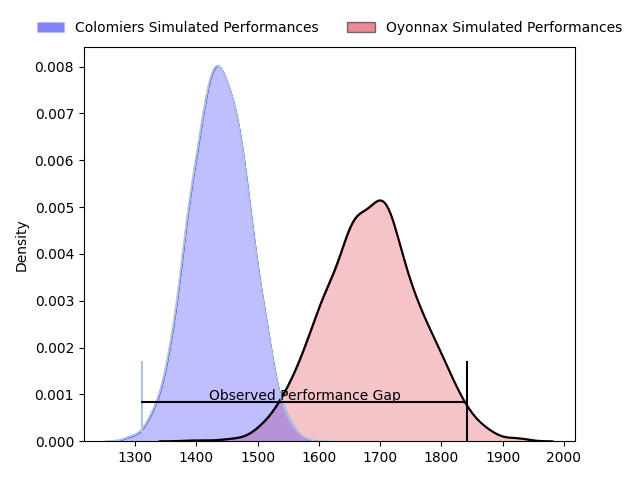 Colomiers Simulated Performances
Oyonnax Simulated Performances
Density
0.008
0.007
0.006
0.005
0.004
0.003
0.002
0.001
0.000
Observed Performance Gap
1300 1400 1500 1600 1700 1800 1900 2000